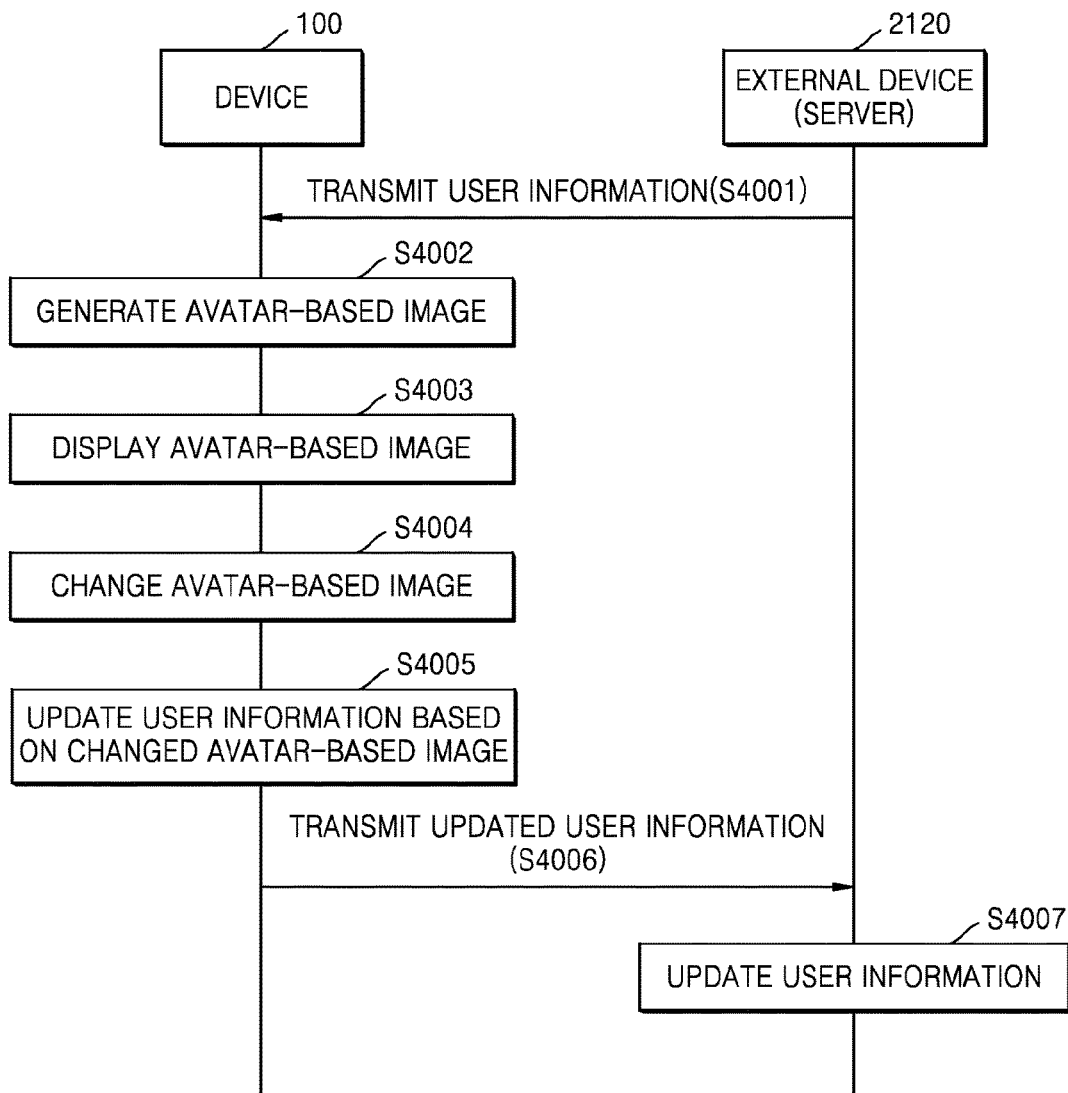 100
2120
DEVICE
EXTERNAL DEVICE
(SERVER)
TRANSMIT USER INFORMATION(S4001)
S4002
GENERATE AVATAR-BASED IMAGE
S4003
DISPLAY AVATAR-BASED IMAGE
S4004
CHANGE AVATAR-BASED IMAGE
S4005
UPDATE USER INFORMATION BASED
ON CHANGED AVATAR-BASED IMAGE
TRANSMIT UPDATED USER INFORMATION
(S4006)
S4007
UPDATE USER INFORMATION